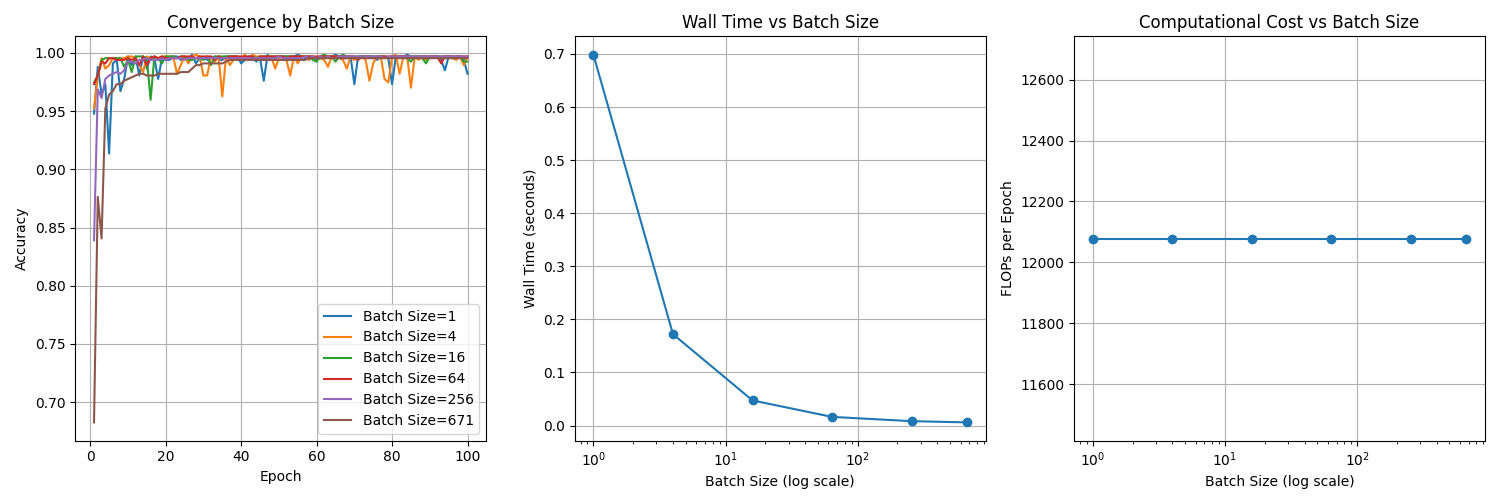 Convergence by Batch Size
1.00
0.95
0.90
0.85
0.80
0.75
0.70
Accuracy
0 20 40 60 80 100
Epoch
Batch Size=1
Batch Size=4
Batch Size=16
Batch Size=64
Batch Size=256
Batch Size=671
Wall Time vs Batch Size
0.7
0.6
0.5
0.4
0.3
0.2
0.1
0.0
Wall Time (seconds)
10⁰ 10¹ 10²
Batch Size (log scale)
Computational Cost vs Batch Size
12600
12400
12200
12000
11800
11600
FLOPs per Epoch
10⁰ 10¹ 10²
Batch Size (log scale)